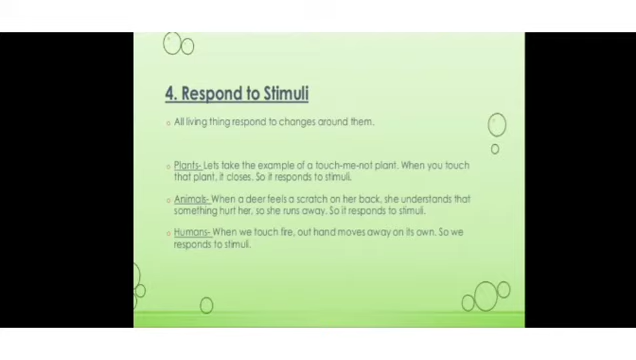 4. Respond to Stimuli
All living thing respond to changes around them.
Plants- Lets take the example of a touch-me-not plant. When you touch
that plant, it closes. So it responds to stimuli.
Animals- When a deer feels a scratch on her back, she understands that
something hurt her, so she runs away. So it responds to stimuli.
Humans- When we touch fire, out hand moves away on its own. So we
responds to stimuli.